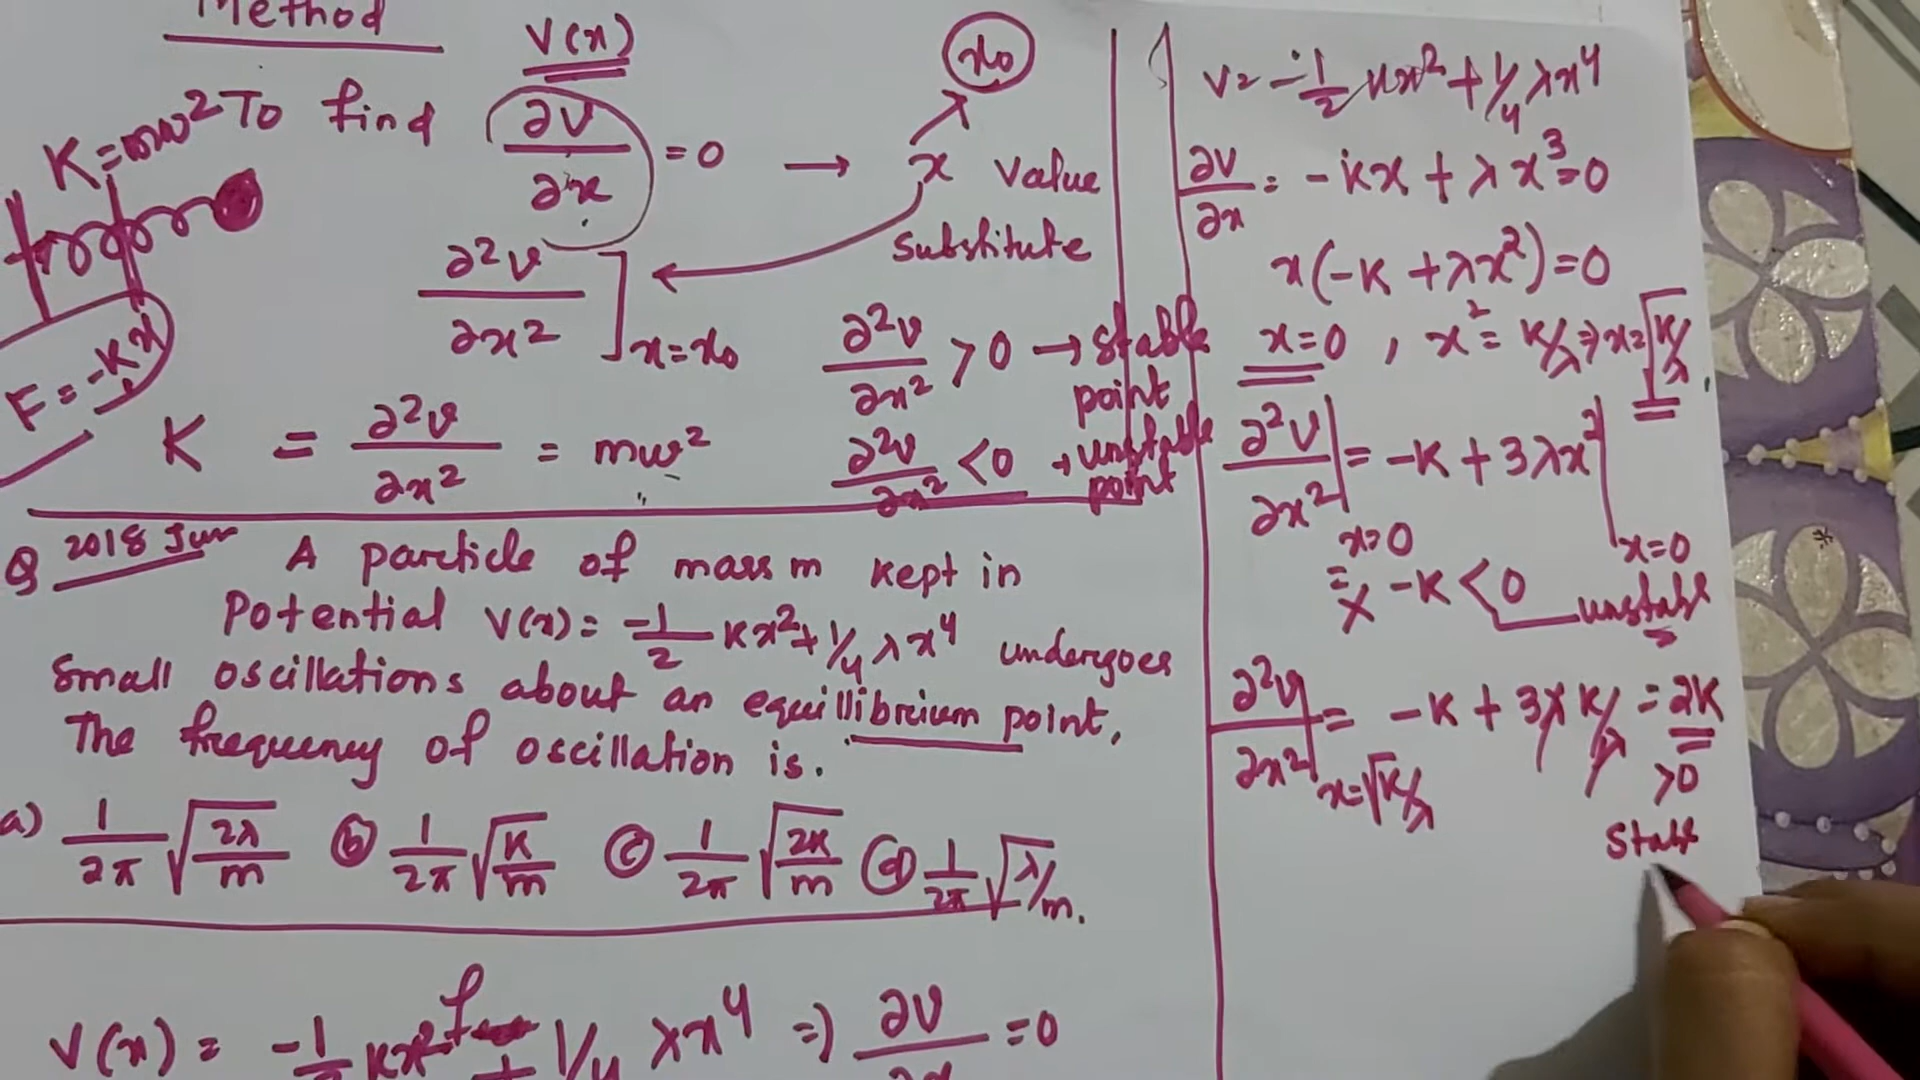 Method
V(x)
x₀
K=mω² To find ∂V/∂x = 0 → x value
substitute
∂²V/∂x² ]x=x₀
F = -Kx
∂²V/∂x² > 0 → stable point
K = ∂²V/∂x² = mω²
∂²V/∂x² < 0 → unstable point
Q 2018 Jun A particle of mass m kept in
Potential V(x) = -1/2 Kx² + 1/4 λx⁴ undergoes
small oscillations about an equillibrium point,
The frequency of oscillation is.
a) 1/2π √(2λ/m) (b) 1/2π √(K/m) (c) 1/2π √(2K/m) (d) 1/2π √(λ/m).
V(x) = -1/2 Kx² + 1/4 λx⁴ ⇒ ∂V/∂x = 0
V = -1/2 Kx² + 1/4 λx⁴
∂V/∂x = -Kx + λx³ = 0
x(-K + λx²) = 0
x=0, x² = K/λ ⇒ x = √K/λ
∂²V/∂x² |x=0 = -K + 3λx² |x=0
= -K < 0 unstable
∂²V/∂x² |x=√K/λ = -K + 3λ K/λ = 2K
>0
Stable